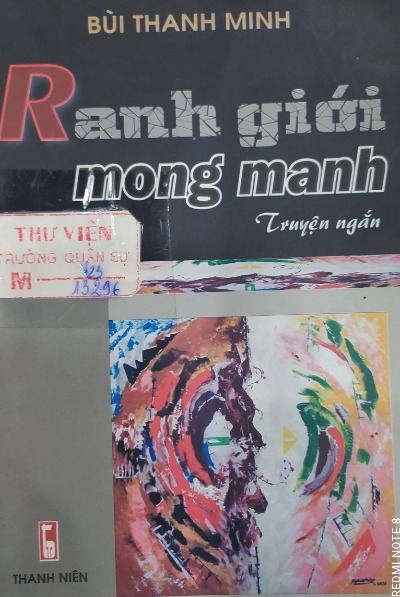 BÙI THANH MINH
Ranh giới
mong manh
Truyện ngắn
THƯ VIỆN
TRƯỜNG QUÂN SỰ
M
13296
THANH NIÊN
REDMI NOTE 8